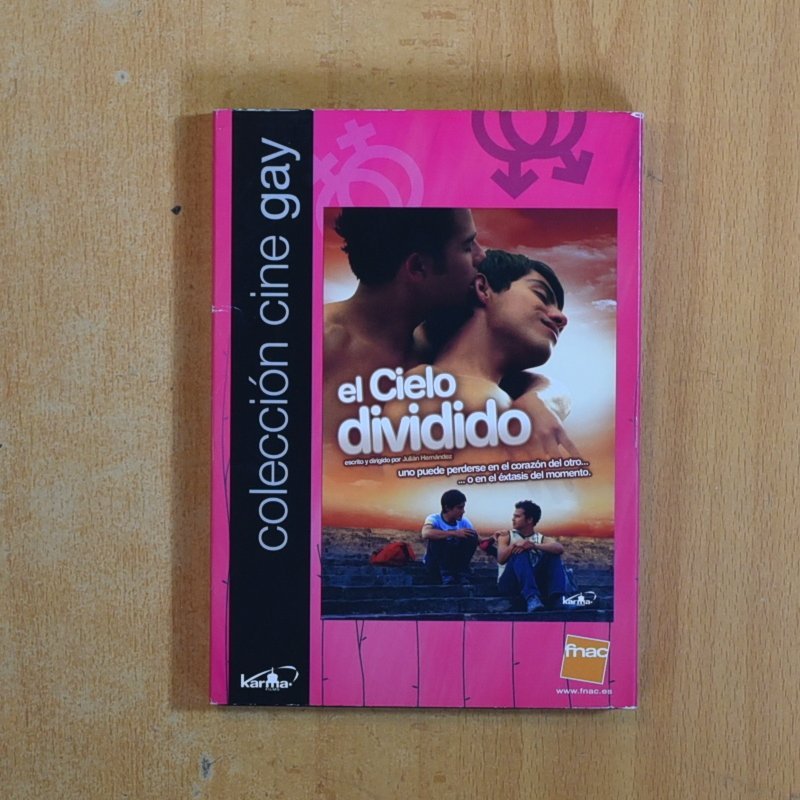 colección cine gay
el Cielo
dividido
escrito y dirigido por Julián Hernández
uno puede perderse en el corazón del otro...
... o en el éxtasis del momento.
karma
fnac
www.fnac.es
karma
FILMS